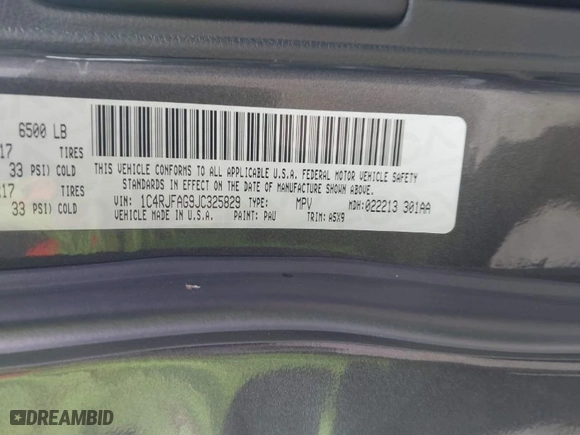 6500 LB
17 TIRES
33 PSI) COLD
17 TIRES
33 PSI) COLD
THIS VEHICLE CONFORMS TO ALL APPLICABLE U.S.A. FEDERAL MOTOR VEHICLE SAFETY
STANDARDS IN EFFECT ON THE DATE OF MANUFACTURE SHOWN ABOVE.
VIN: 1C4RJFAG9JC325829 TYPE: MPV MDH:022213 301AA
VEHICLE MADE IN U.S.A. PAINT: PAU TRIM: A5X9
DREAMBID